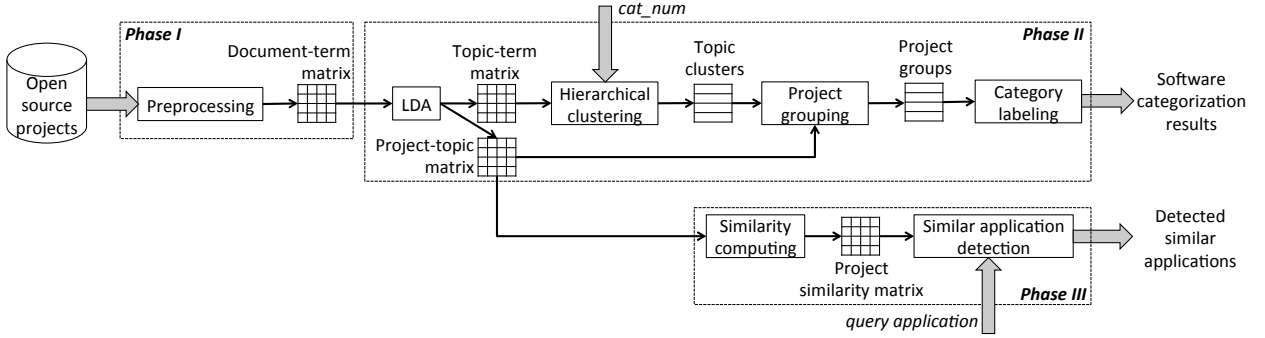 cat_num
Phase I
Document-term
matrix
Open
source
projects
Preprocessing
Phase II
Topic-term
matrix
LDA
Project-topic
matrix
Hierarchical
clustering
Topic
clusters
Project
grouping
Project
groups
Category
labeling
Software
categorization
results
Similarity
computing
Project
similarity matrix
Similar application
detection
Phase III
query application
Detected
similar
applications